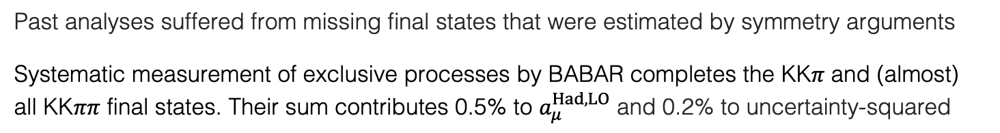 Past analyses suffered from missing final states that were estimated by symmetry arguments
Systematic measurement of exclusive processes by BABAR completes the KKπ and (almost)
all KKππ final states. Their sum contributes 0.5% to aμ^Had,LO and 0.2% to uncertainty-squared